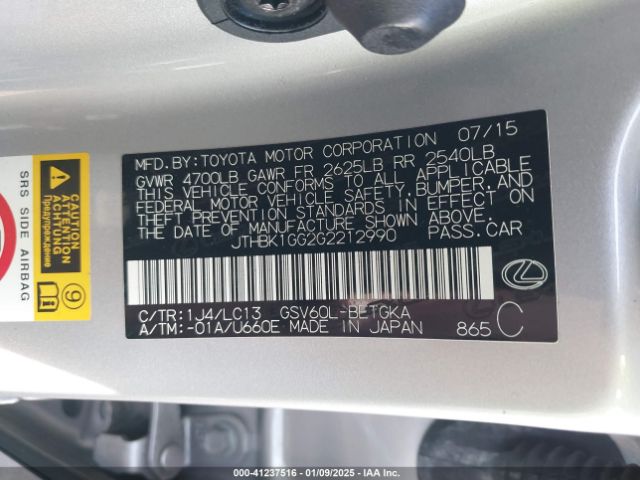 MFD. BY: TOYOTA MOTOR CORPORATION 07/15
GVWR 4700LB GAWR FR 2625LB RR 2540LB
THIS VEHICLE CONFORMS TO ALL APPLICABLE
FEDERAL MOTOR VEHICLE SAFETY, BUMPER, AND
THEFT PREVENTION STANDARDS IN EFFECT ON
THE DATE OF MANUFACTURE SHOWN ABOVE.
JTHBK1GG2G2212990 PASS. CAR
C/TR: 1J4/LC13 GSV60L-BETGKA
A/TM: -01A/U660E MADE IN JAPAN 865 C
SRS SIDE AIRBAG
CAUTION
ACHTUNG
ATTENTION
9
000-41237516 - 01/09/2025 - IAA Inc.